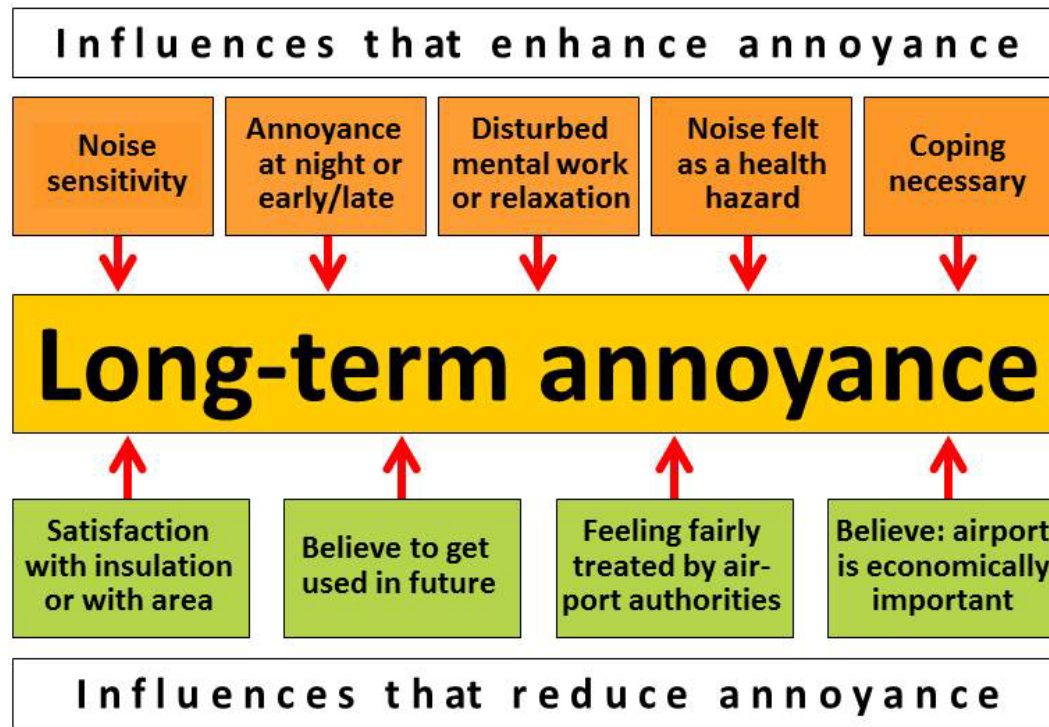 Influences that enhance annoyance
Noise
sensitivity
Annoyance
at night or
early/late
Disturbed
mental work
or relaxation
Noise felt
as a health
hazard
Coping
necessary
Long-term annoyance
Satisfaction
with insulation
or with area
Believe to get
used in future
Feeling fairly
treated by air-
port authorities
Believe: airport
is economically
important
Influences that reduce annoyance